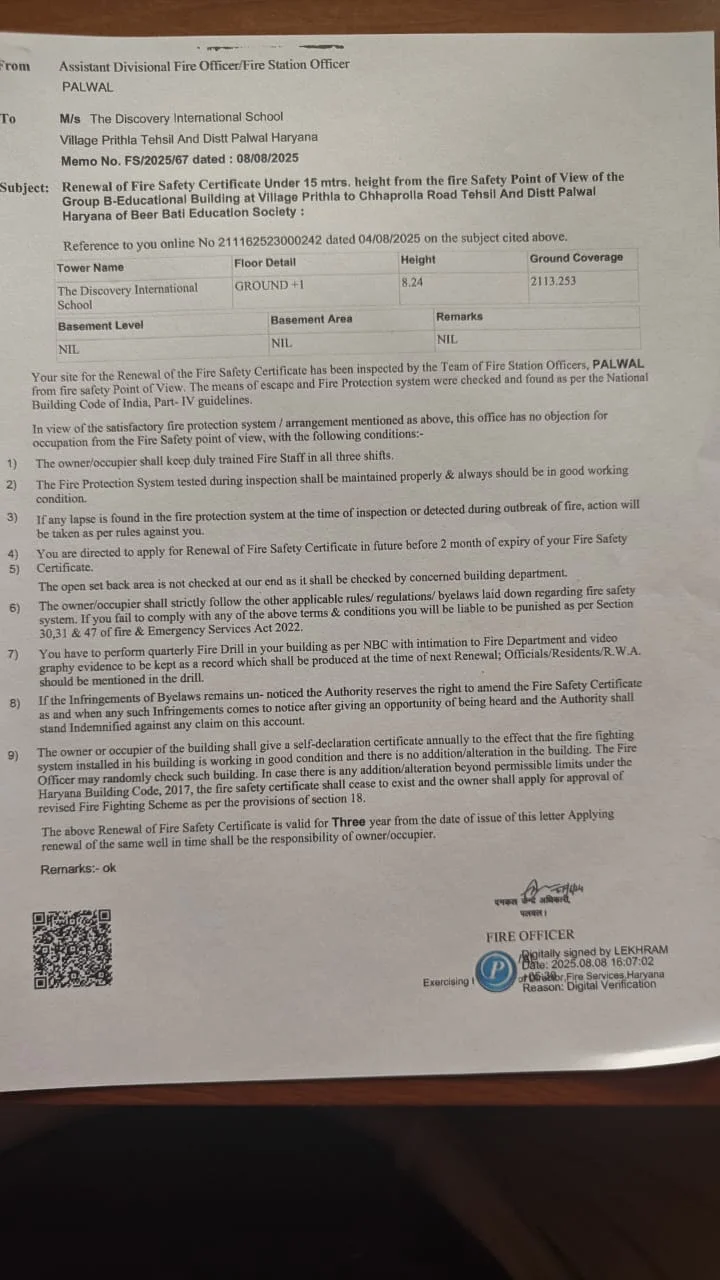 From Assistant Divisional Fire Officer/Fire Station Officer
PALWAL
To M/s The Discovery International School
Village Prithla Tehsil And Distt Palwal Haryana
Memo No. FS/2025/67 dated : 08/08/2025
Subject: Renewal of Fire Safety Certificate Under 15 mtrs. height from the fire Safety Point of View of the
Group B-Educational Building at Village Prithla to Chhaprolla Road Tehsil And Distt Palwal
Haryana of Beer Bati Education Society :
Reference to you online No 211162523000242 dated 04/08/2025 on the subject cited above.
Tower Name Floor Detail Height Ground Coverage
The Discovery International GROUND +1 8.24 2113.253
School
Basement Level Basement Area Remarks
NIL NIL NIL
Your site for the Renewal of the Fire Safety Certificate has been inspected by the Team of Fire Station Officers, PALWAL
from fire safety Point of View. The means of escape and Fire Protection system were checked and found as per the National
Building Code of India, Part- IV guidelines.
In view of the satisfactory fire protection system / arrangement mentioned as above, this office has no objection for
occupation from the Fire Safety point of view, with the following conditions:-
1) The owner/occupier shall keep duly trained Fire Staff in all three shifts.
2) The Fire Protection System tested during inspection shall be maintained properly & always should be in good working
condition.
3) If any lapse is found in the fire protection system at the time of inspection or detected during outbreak of fire, action will
be taken as per rules against you.
4) You are directed to apply for Renewal of Fire Safety Certificate in future before 2 month of expiry of your Fire Safety
5) Certificate.
The open set back area is not checked at our end as it shall be checked by concerned building department.
6) The owner/occupier shall strictly follow the other applicable rules/ regulations/ byelaws laid down regarding fire safety
system. If you fail to comply with any of the above terms & conditions you will be liable to be punished as per Section
30,31 & 47 of fire & Emergency Services Act 2022.
7) You have to perform quarterly Fire Drill in your building as per NBC with intimation to Fire Department and video
graphy evidence to be kept as a record which shall be produced at the time of next Renewal; Officials/Residents/R.W.A.
should be mentioned in the drill.
8) If the Infringements of Byelaws remains un- noticed the Authority reserves the right to amend the Fire Safety Certificate
as and when any such Infringements comes to notice after giving an opportunity of being heard and the Authority shall
stand Indemnified against any claim on this account.
9) The owner or occupier of the building shall give a self-declaration certificate annually to the effect that the fire fighting
system installed in his building is working in good condition and there is no addition/alteration in the building. The Fire
Officer may randomly check such building. In case there is any addition/alteration beyond permissible limits under the
Haryana Building Code, 2017, the fire safety certificate shall cease to exist and the owner shall apply for approval of
revised Fire Fighting Scheme as per the provisions of section 18.
The above Renewal of Fire Safety Certificate is valid for Three year from the date of issue of this letter Applying
renewal of the same well in time shall be the responsibility of owner/occupier.
Remarks:- ok
दमकल केन्द्र अधिकारी,
पलवल।
FIRE OFFICER
Digitally signed by LEKHRAM
Date: 2025.08.08 16:07:02
Exercising
Fire Services,Haryana
Reason: Digital Verification